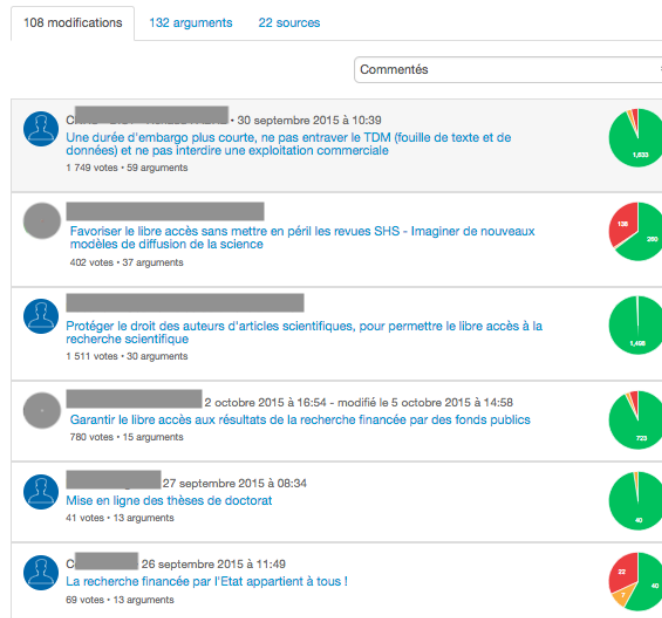 108 modifications 132 arguments 22 sources
Commentés
30 septembre 2015 à 10:39
Une durée d'embargo plus courte, ne pas entraver le TDM (fouille de texte et de
données) et ne pas interdire une exploitation commerciale
1 749 votes • 59 arguments
1,633
Favoriser le libre accès sans mettre en péril les revues SHS - Imaginer de nouveaux
modèles de diffusion de la science
402 votes • 37 arguments
138
260
Protéger le droit des auteurs d'articles scientifiques, pour permettre le libre accès à la
recherche scientifique
1 511 votes • 30 arguments
1,498
2 octobre 2015 à 16:54 - modifié le 5 octobre 2015 à 14:58
Garantir le libre accès aux résultats de la recherche financée par des fonds publics
780 votes • 15 arguments
723
27 septembre 2015 à 08:34
Mise en ligne des thèses de doctorat
41 votes • 13 arguments
40
C 26 septembre 2015 à 11:49
La recherche financée par l'Etat appartient à tous !
69 votes • 13 arguments
22
7
40